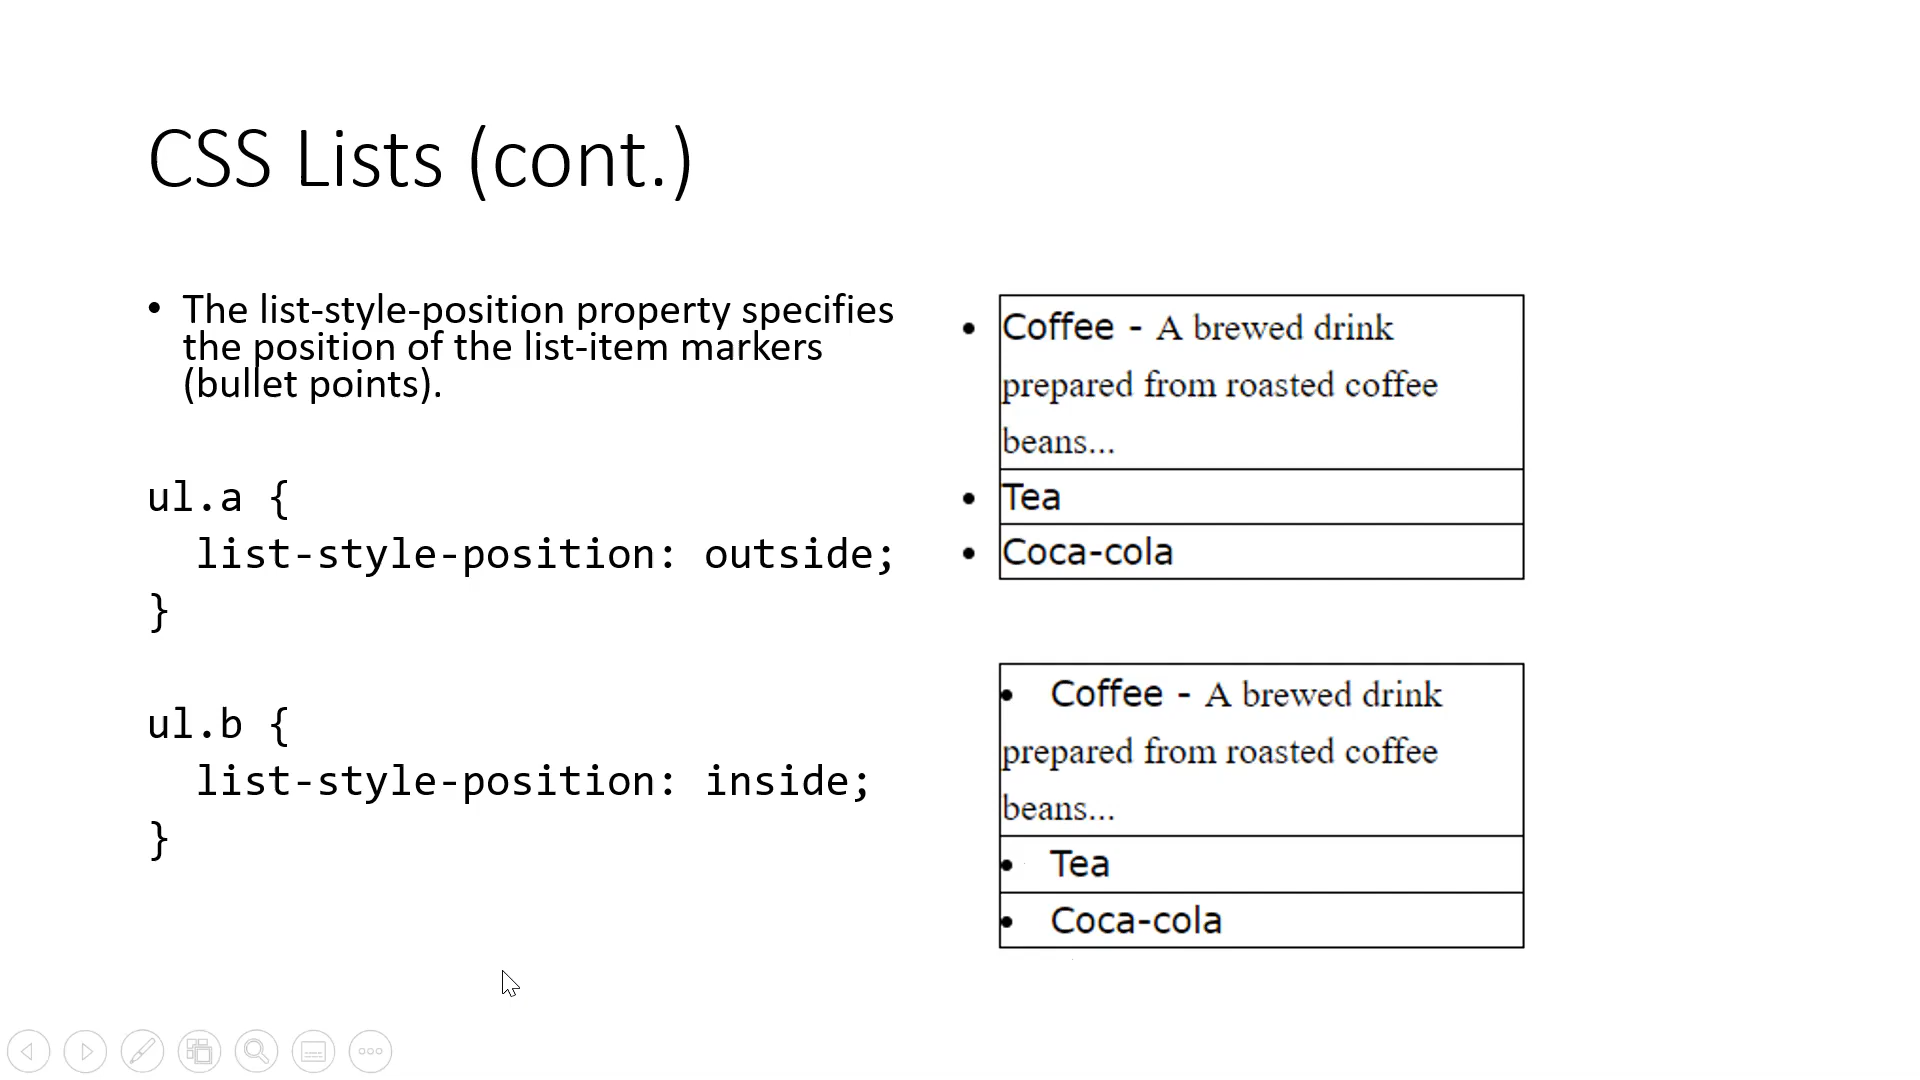 CSS Lists (cont.)
• The list-style-position property specifies
the position of the list-item markers
(bullet points).
ul.a {
  list-style-position: outside;
}
ul.b {
  list-style-position: inside;
}
• Coffee - A brewed drink
prepared from roasted coffee
beans...
• Tea
• Coca-cola
• Coffee - A brewed drink
prepared from roasted coffee
beans...
• Tea
• Coca-cola